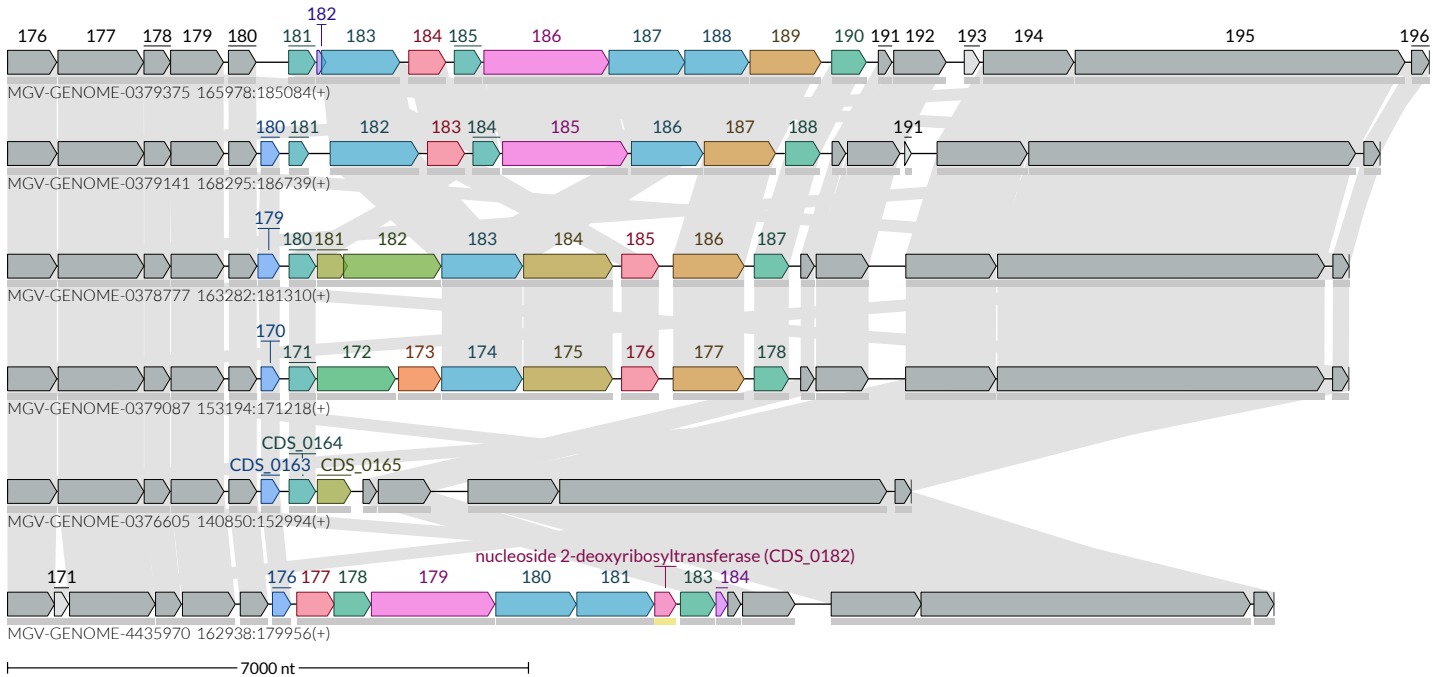 182
176 177 178 179 180 181 183 184 185 186 187 188 189 190 191 192 193 194 195 196
MGV-GENOME-0379375 165978:185084(+)
180 181 182 183 184 185 186 187 188 191
MGV-GENOME-0379141 168295:186739(+)
179
180 181 182 183 184 185 186 187
MGV-GENOME-0378777 163282:181310(+)
170
171 172 173 174 175 176 177 178
MGV-GENOME-0379087 153194:171218(+)
CDS_0164
CDS_0163 CDS_0165
MGV-GENOME-0376605 140850:152994(+)
nucleoside 2-deoxyribosyltransferase (CDS_0182)
171 176 177 178 179 180 181 183 184
MGV-GENOME-4435970 162938:179956(+)
7000 nt